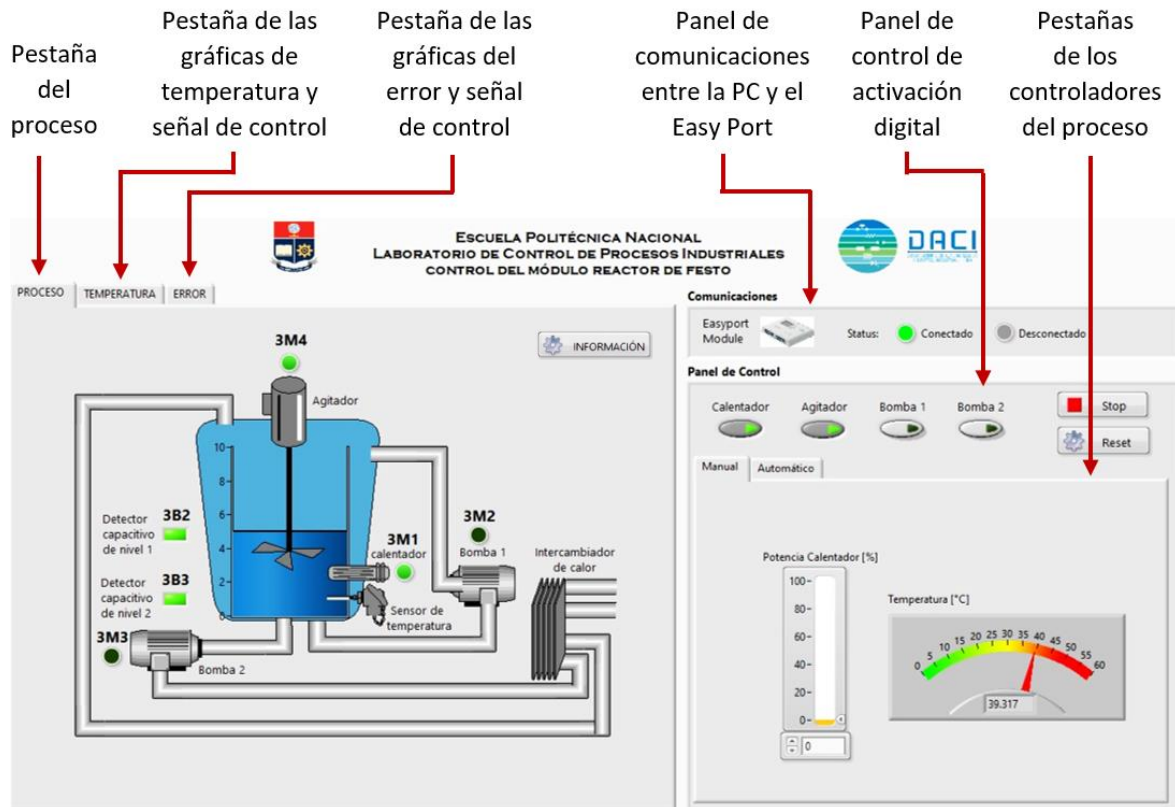 Pestaña
del
proceso
Pestaña de las
gráficas de
temperatura y
señal de control
Pestaña de las
gráficas del
error y señal
de control
Panel de
comunicaciones
entre la PC y el
Easy Port
Panel de
control de
activación
digital
Pestañas
de los
controladores
del proceso
ESCUELA POLITÉCNICA NACIONAL
LABORATORIO DE CONTROL DE PROCESOS INDUSTRIALES
CONTROL DEL MÓDULO REACTOR DE FESTO
DACI
PROCESO
TEMPERATURA
ERROR
INFORMACIÓN
3M4
Agitador
10
8
6
4
2
0
Detector
capacitivo
de nivel 1
3B2
Detector
capacitivo
de nivel 2
3B3
3M1
calentador
Sensor de
temperatura
3M2
Bomba 1
Intercambiador
de calor
3M3
Bomba 2
Comunicaciones
Easyport
Module
Status:
Conectado
Desconectado
Panel de Control
Calentador
Agitador
Bomba 1
Bomba 2
Stop
Reset
Manual
Automático
Potencia Calentador [%]
100
80
60
40
20
0
0
Temperatura [°C]
0 5 10 15 20 25 30 35 40 45 50 55 60
39.317